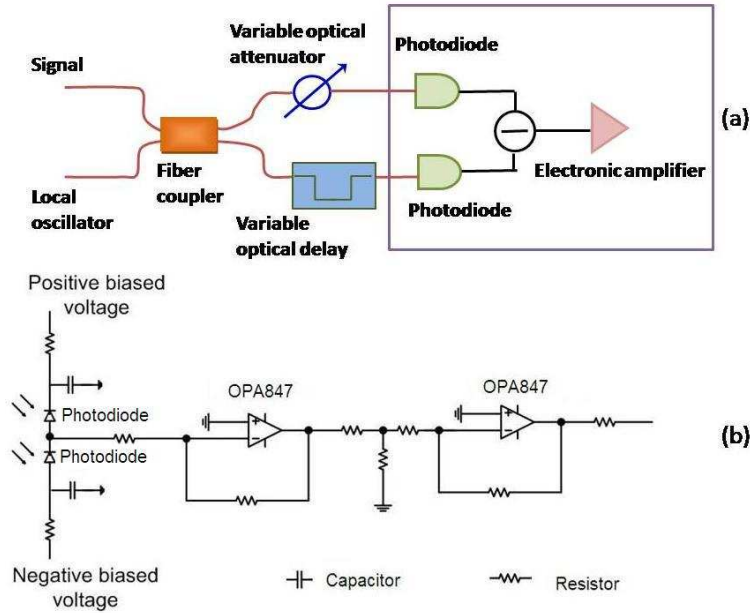 Signal
Variable optical
attenuator
Photodiode
(a)
Local
oscillator
Fiber
coupler
Variable
optical delay
Photodiode
Electronic amplifier
Positive biased
voltage
OPA847
OPA847
Photodiode
Photodiode
(b)
Negative biased
voltage
Capacitor
Resistor